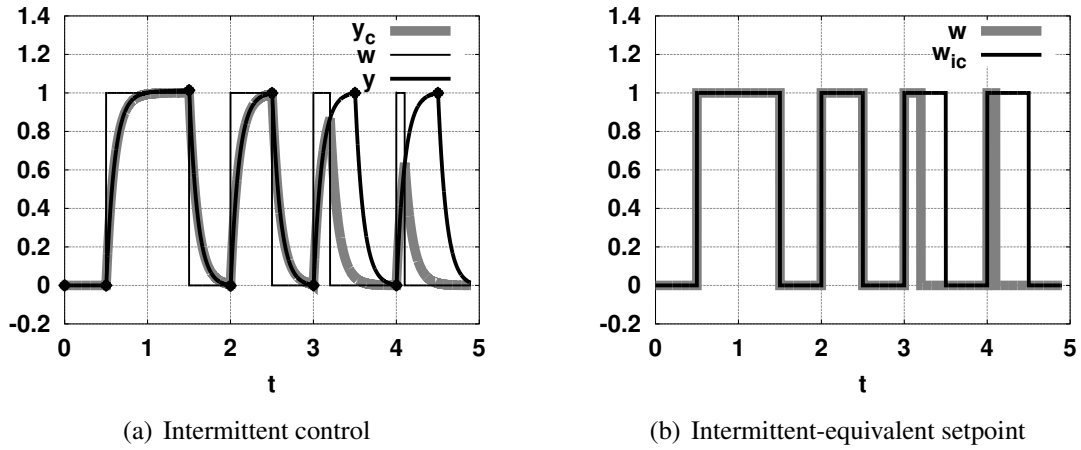 1.4
1.2
1
0.8
0.6
0.4
0.2
0
-0.2
0 1 2 3 4 5
t
y_c
w
y
(a) Intermittent control
1.4
1.2
1
0.8
0.6
0.4
0.2
0
-0.2
0 1 2 3 4 5
t
w
w_ic
(b) Intermittent-equivalent setpoint